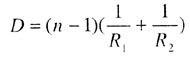 D = (n − 1)(1/R₁ + 1/R₂)